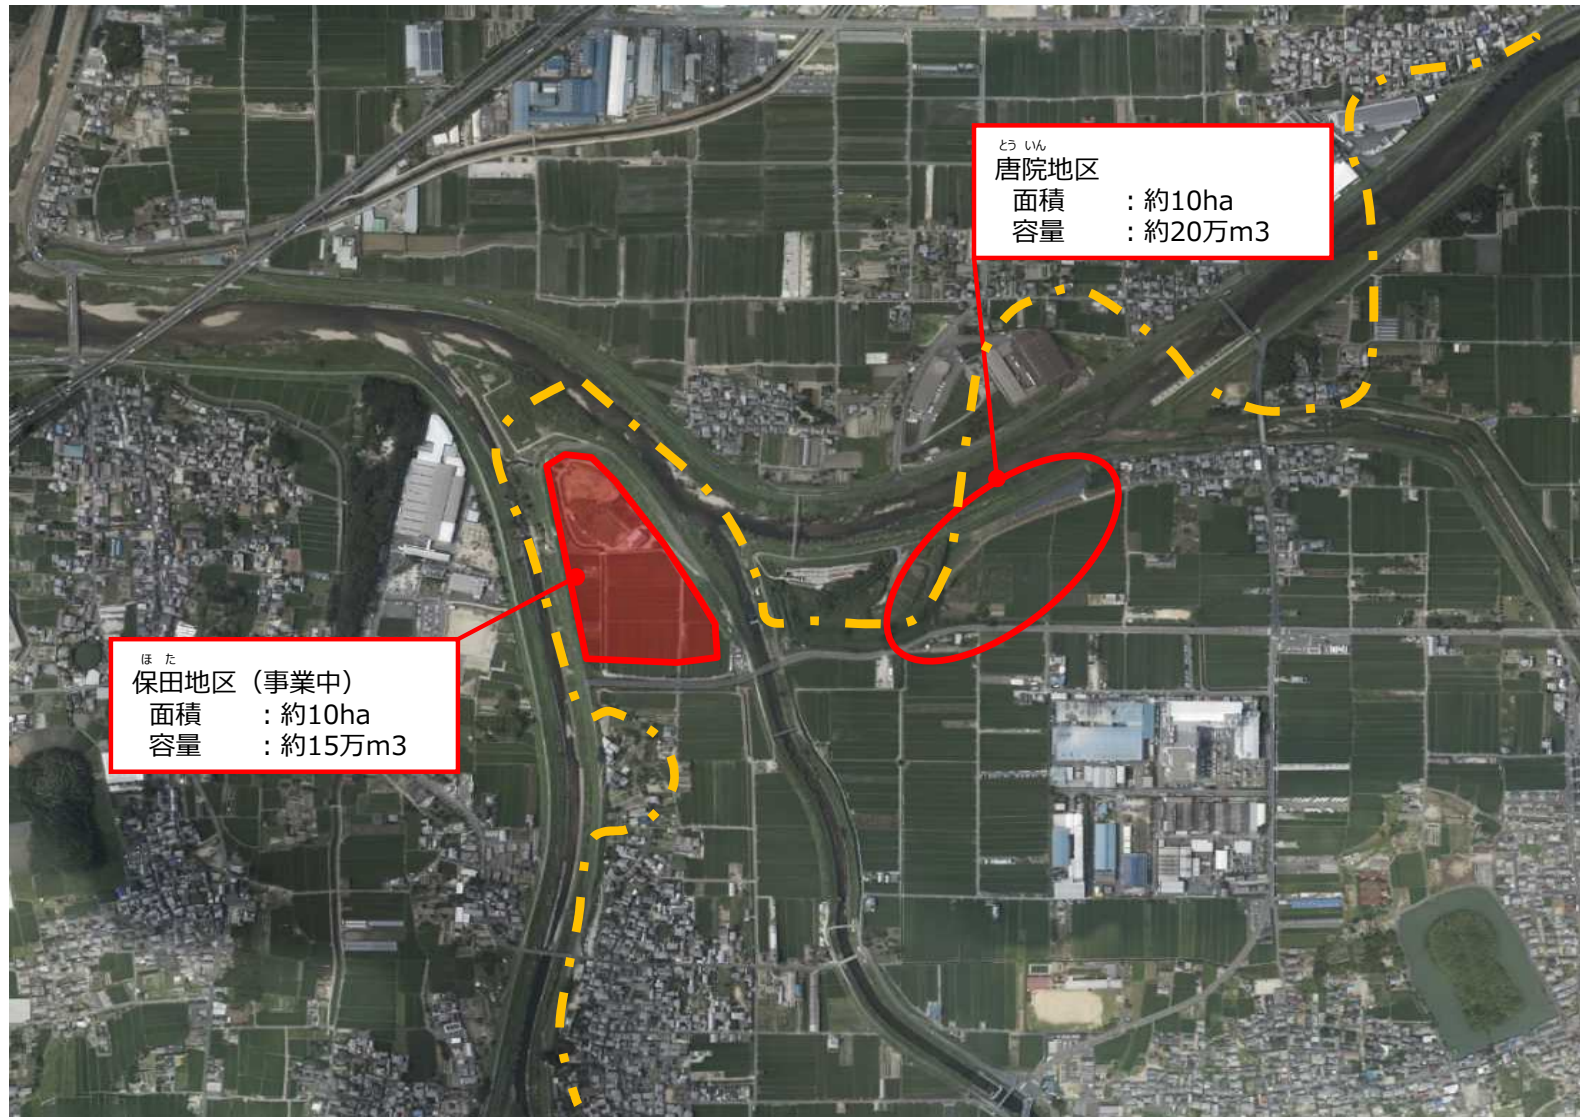 とう いん
唐院地区
面積 :約10ha
容量 :約20万m3
ほ た
保田地区(事業中)
面積 :約10ha
容量 :約15万m3